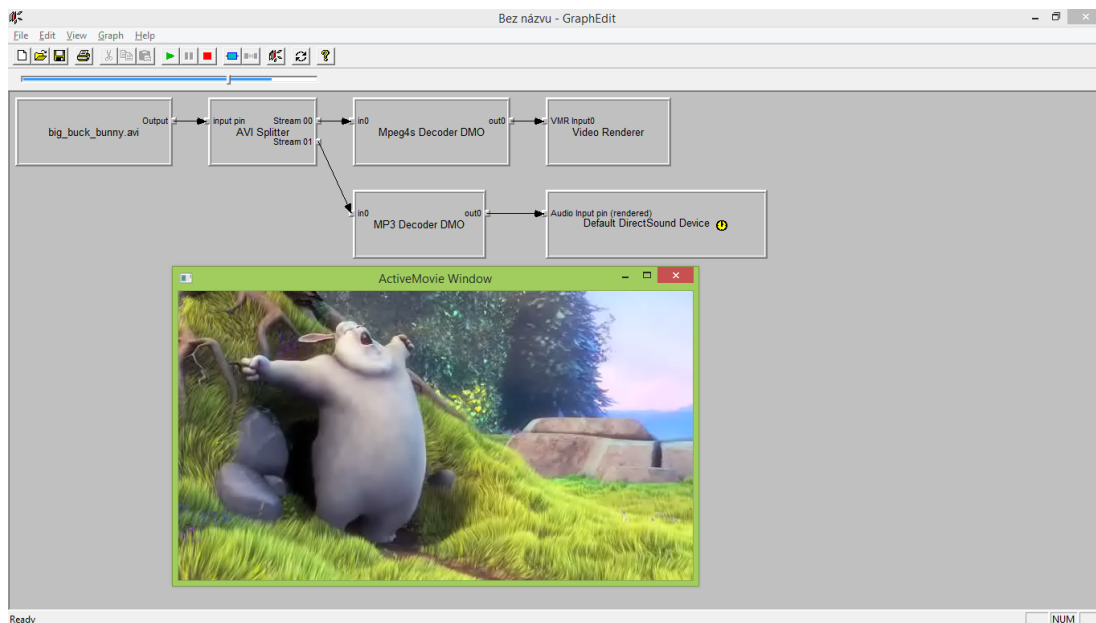 Bez názvu - GraphEdit
File Edit View Graph Help
big_buck_bunny.avi
Output
input pin
Stream 00
AVI Splitter
Stream 01
in0
out0
Mpeg4s Decoder DMO
VMR Input0
Video Renderer
in0
out0
MP3 Decoder DMO
Audio Input pin (rendered)
Default DirectSound Device
ActiveMovie Window
Ready
NUM